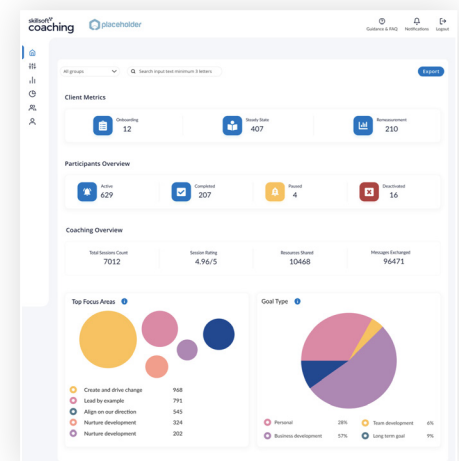 skillsoft
coaching
placeholder
Guidance & FAQ
Notifications
Logout
All groups
Search input text minimum 3 letters
Export
Client Metrics
Onboarding
12
Steady State
407
Remeasurement
210
Participants Overview
Active
629
Completed
207
Paused
4
Deactivated
16
Coaching Overview
Total Sessions Count
7012
Session Rating
4.96/5
Resources Shared
10468
Messages Exchanged
96471
Top Focus Areas
Create and drive change 968
Lead by example 791
Align on our direction 545
Nurture development 324
Nurture development 202
Goal Type
Personal 28%
Team development 6%
Business development 57%
Long term goal 9%